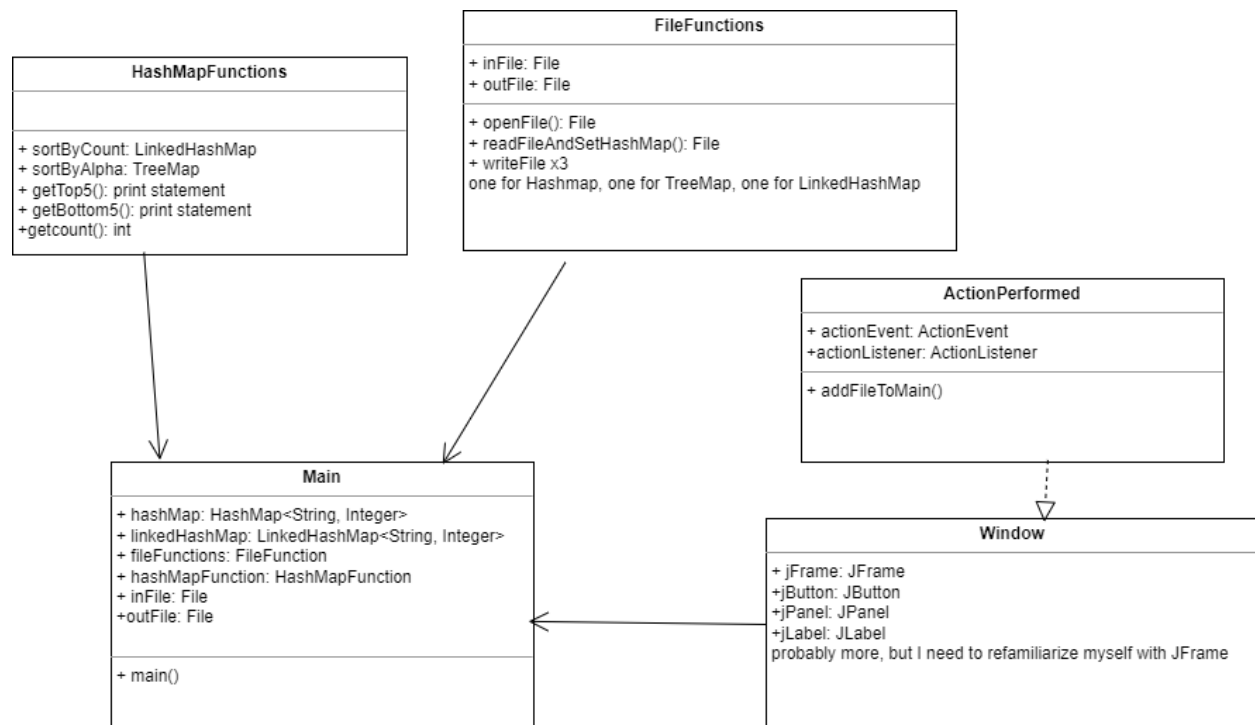 HashMapFunctions
+ sortByCount: LinkedHashMap
+ sortByAlpha: TreeMap
+ getTop5(): print statement
+ getBottom5(): print statement
+getcount(): int
FileFunctions
+ inFile: File
+ outFile: File
+ openFile(): File
+ readFileAndSetHashMap(): File
+ writeFile x3
one for Hashmap, one for TreeMap, one for LinkedHashMap
ActionPerformed
+ actionEvent: ActionEvent
+actionListener: ActionListener
+ addFileToMain()
Main
+ hashMap: HashMap<String, Integer>
+ linkedHashMap: LinkedHashMap<String, Integer>
+ fileFunctions: FileFunction
+ hashMapFunction: HashMapFunction
+ inFile: File
+outFile: File
+ main()
Window
+ jFrame: JFrame
+jButton: JButton
+jPanel: JPanel
+jLabel: JLabel
probably more, but I need to refamiliarize myself with JFrame